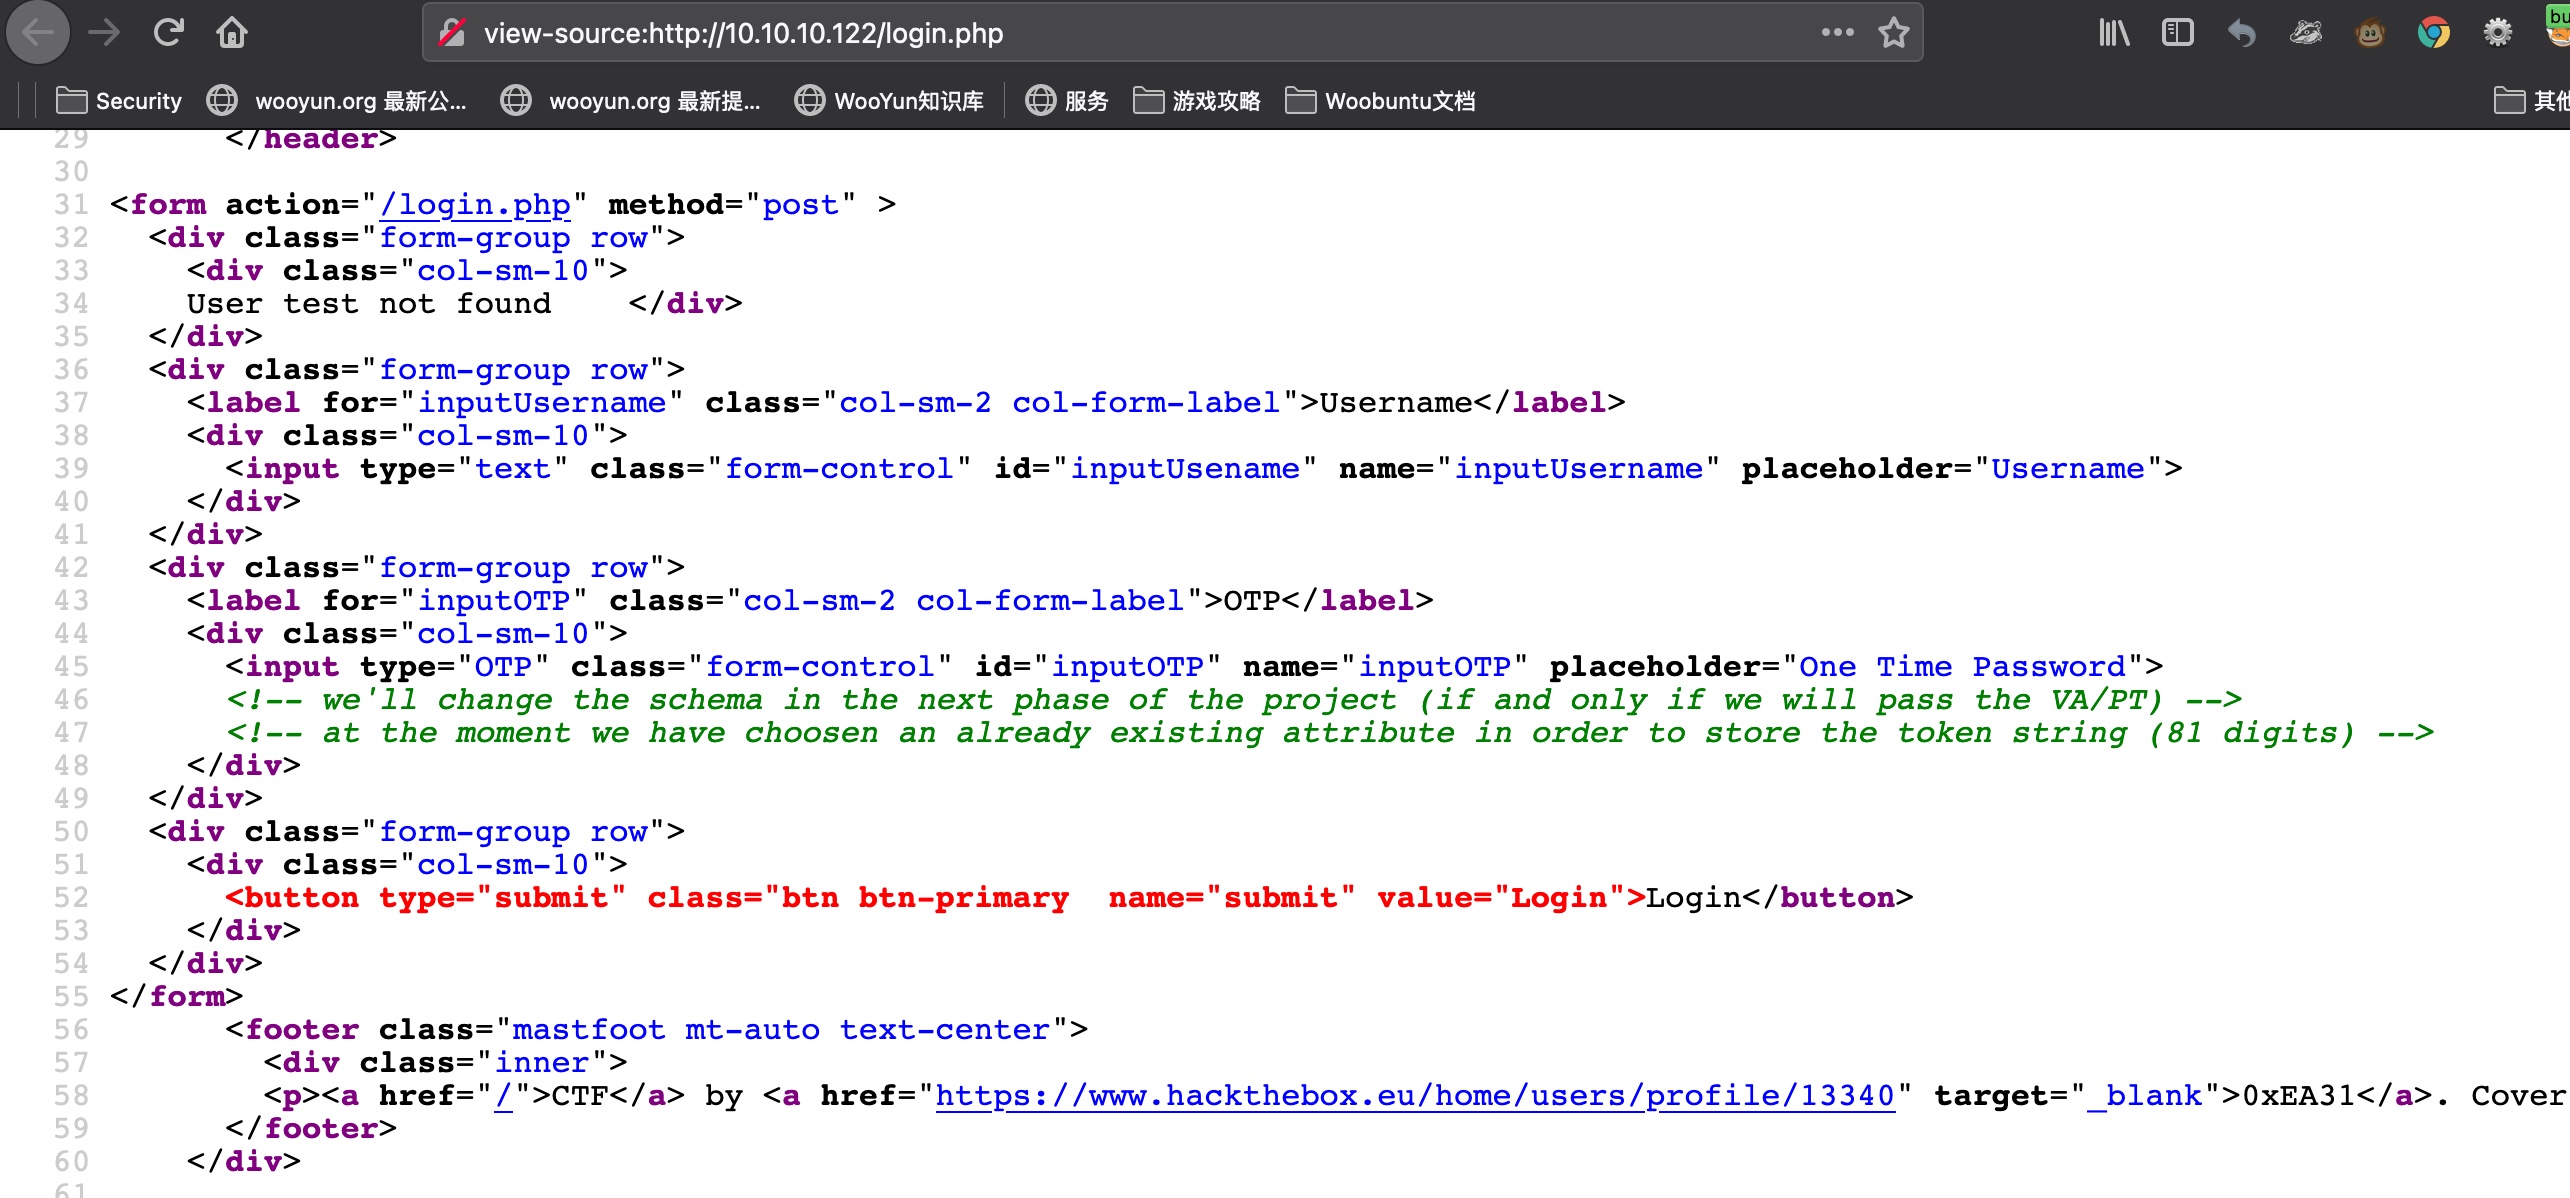 view-source:http://10.10.10.122/login.php
Security wooyun.org 最新公... wooyun.org 最新提... WooYun知识库 服务 游戏攻略 Woobuntu文档
29 </header>
30
31 <form action="/login.php" method="post" >
32 <div class="form-group row">
33 <div class="col-sm-10">
34 User test not found </div>
35 </div>
36 <div class="form-group row">
37 <label for="inputUsername" class="col-sm-2 col-form-label">Username</label>
38 <div class="col-sm-10">
39 <input type="text" class="form-control" id="inputUsename" name="inputUsername" placeholder="Username">
40 </div>
41 </div>
42 <div class="form-group row">
43 <label for="inputOTP" class="col-sm-2 col-form-label">OTP</label>
44 <div class="col-sm-10">
45 <input type="OTP" class="form-control" id="inputOTP" name="inputOTP" placeholder="One Time Password">
46 <!-- we'll change the schema in the next phase of the project (if and only if we will pass the VA/PT) -->
47 <!-- at the moment we have choosen an already existing attribute in order to store the token string (81 digits) -->
48 </div>
49 </div>
50 <div class="form-group row">
51 <div class="col-sm-10">
52 <button type="submit" class="btn btn-primary  name="submit" value="Login">Login</button>
53 </div>
54 </div>
55 </form>
56 <footer class="mastfoot mt-auto text-center">
57 <div class="inner">
58 <p><a href="/">CTF</a> by <a href="https://www.hackthebox.eu/home/users/profile/13340" target="_blank">0xEA31</a>. Cover
59 </footer>
60 </div>
61